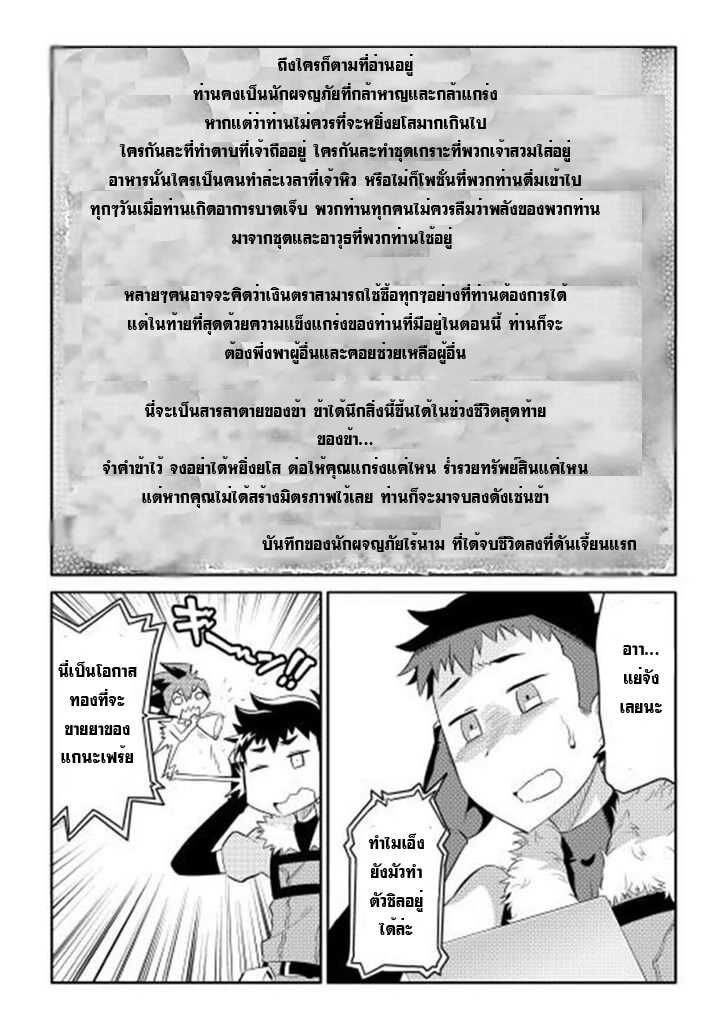 ถึงใครก็ตามที่อ่านอยู่
ท่านคงเป็นนักผจญภัยที่กล้าหาญและกล้าแกร่ง
หากแต่ว่าท่านไม่ควรที่จะหยิ่งยโสมากเกินไป
ใครกันละที่ทำดาบที่เจ้าถืออยู่ ใครกันละทำชุดเกราะที่พวกเจ้าสวมใส่อยู่
อาหารนั่นใครเป็นคนทำล่ะเวลาที่เจ้าหิว หรือไม่ก็โพชั่นที่พวกท่านดื่มเข้าไป
ทุกๆวันเมื่อท่านเกิดอาการบาดเจ็บ พวกท่านทุกคนไม่ควรลืมว่าพลังของพวกท่าน
มาจากชุดและอาวุธที่พวกท่านใช้อยู่
หลายๆคนอาจจะคิดว่าเงินตราสามารถใช้ซื้อทุกๆอย่างที่ท่านต้องการได้
แต่ในท้ายที่สุดด้วยความแข็งแกร่งของท่านที่มีอยู่ในตอนนี้ ท่านก็จะ
ต้องพึ่งพาผู้อื่นและคอยช่วยเหลือผู้อื่น
นี่จะเป็นสารลาตายของข้า ข้าได้นึกสิ่งนี้ขึ้นได้ในช่วงชีวิตสุดท้าย
ของข้า...
จำคำข้าไว้ จงอย่าได้หยิ่งยโส ต่อให้คุณแกร่งแค่ไหน ร่ำรวยทรัพย์สินแค่ไหน
แต่หากคุณไม่ได้สร้างมิตรภาพไว้เลย ท่านก็จะมาจบลงดังเช่นข้า
บันทึกของนักผจญภัยไร้นาม ที่ได้จบชีวิตลงที่ดันเจี้ยนแรก
อาา...
แย่จัง
เลยนะ
ทำไมเอ็ง
ยังมัวทำ
ตัวชิลอยู่
ได้ล่ะ
ギャーン!!
นี่เป็นโอกาส
ทองที่จะ
ขายยาของ
แกนะเฟรัย